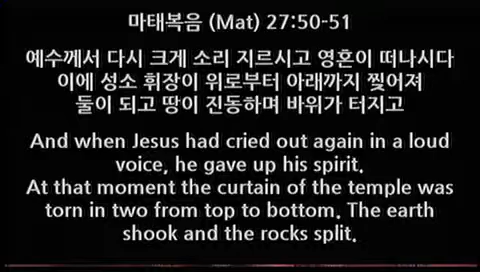 마태복음 (Mat) 27:50-51
예수께서 다시 크게 소리 지르시고 영혼이 떠나시다
이에 성소 휘장이 위로부터 아래까지 찢어져
둘이 되고 땅이 진동하며 바위가 터지고
And when Jesus had cried out again in a loud
voice, he gave up his spirit.
At that moment the curtain of the temple was
torn in two from top to bottom. The earth
shook and the rocks split.